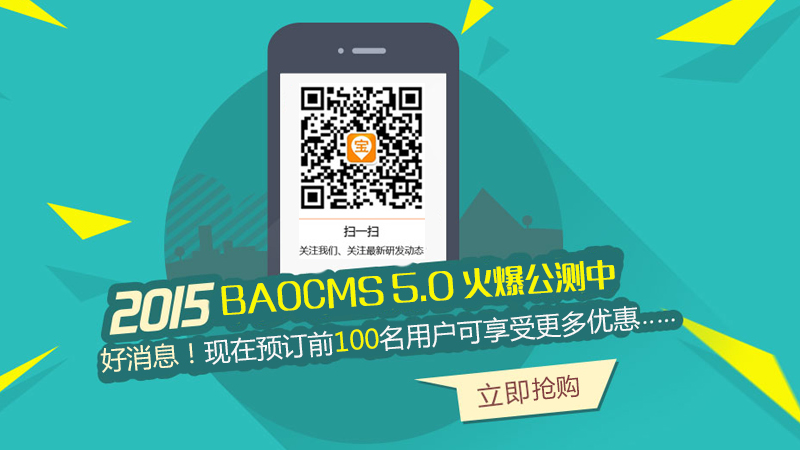 宝
扫一扫
关注我们、关注最新研发动态
2015 BAOCMS 5.0 火爆公测中
好消息！现在预订前100名用户可享受更多优惠……
立即抢购